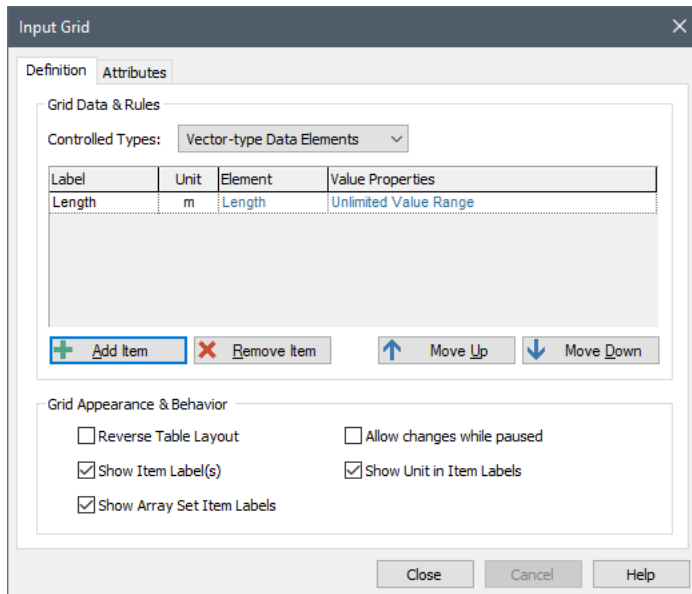 Input Grid
Definition Attributes
Grid Data & Rules
Controlled Types: Vector-type Data Elements
Label Unit Element Value Properties
Length m Length Unlimited Value Range
Add Item Remove Item Move Up Move Down
Grid Appearance & Behavior
Reverse Table Layout Allow changes while paused
Show Item Label(s) Show Unit in Item Labels
Show Array Set Item Labels
Close Cancel Help